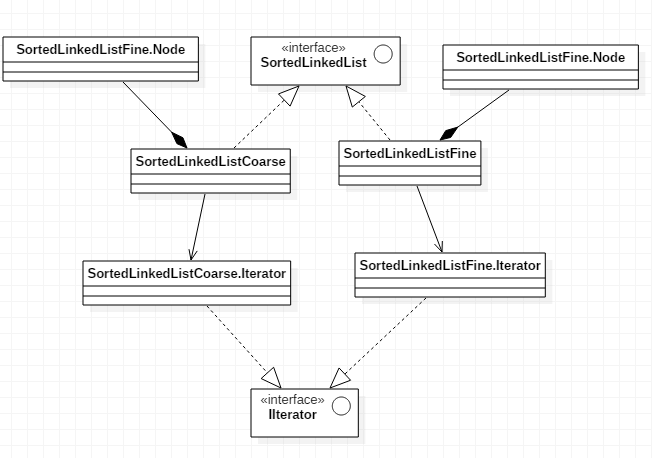 SortedLinkedListFine.Node
«interface»
SortedLinkedList
SortedLinkedListFine.Node
SortedLinkedListCoarse
SortedLinkedListFine
SortedLinkedListCoarse.Iterator
SortedLinkedListFine.Iterator
«interface»
IIterator